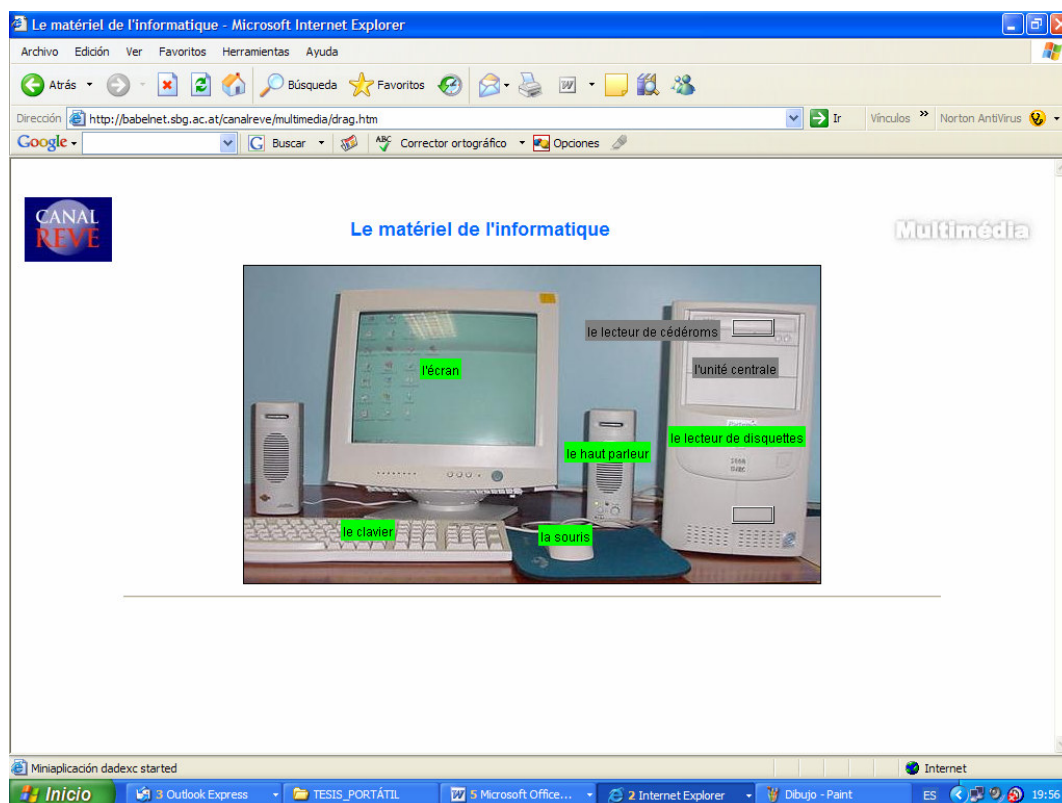 Le matériel de l'informatique - Microsoft Internet Explorer
Archivo Edición Ver Favoritos Herramientas Ayuda
Atrás Búsqueda Favoritos
Dirección http://babelnet.sbg.ac.at/canalreve/multimedia/drag.htm Ir Vínculos » Norton AntiVirus
Google Buscar ABC Corrector ortográfico Opciones
CANAL
REVE
Le matériel de l'informatique
Multimédia
le lecteur de cédéroms
l'écran
l'unité centrale
le lecteur de disquettes
le haut parleur
le clavier
la souris
Miniaplicación dadexc started Internet
Inicio 3 Outlook Express TESIS_PORTÁTIL 5 Microsoft Office... 2 Internet Explorer Dibujo - Paint ES 19:56